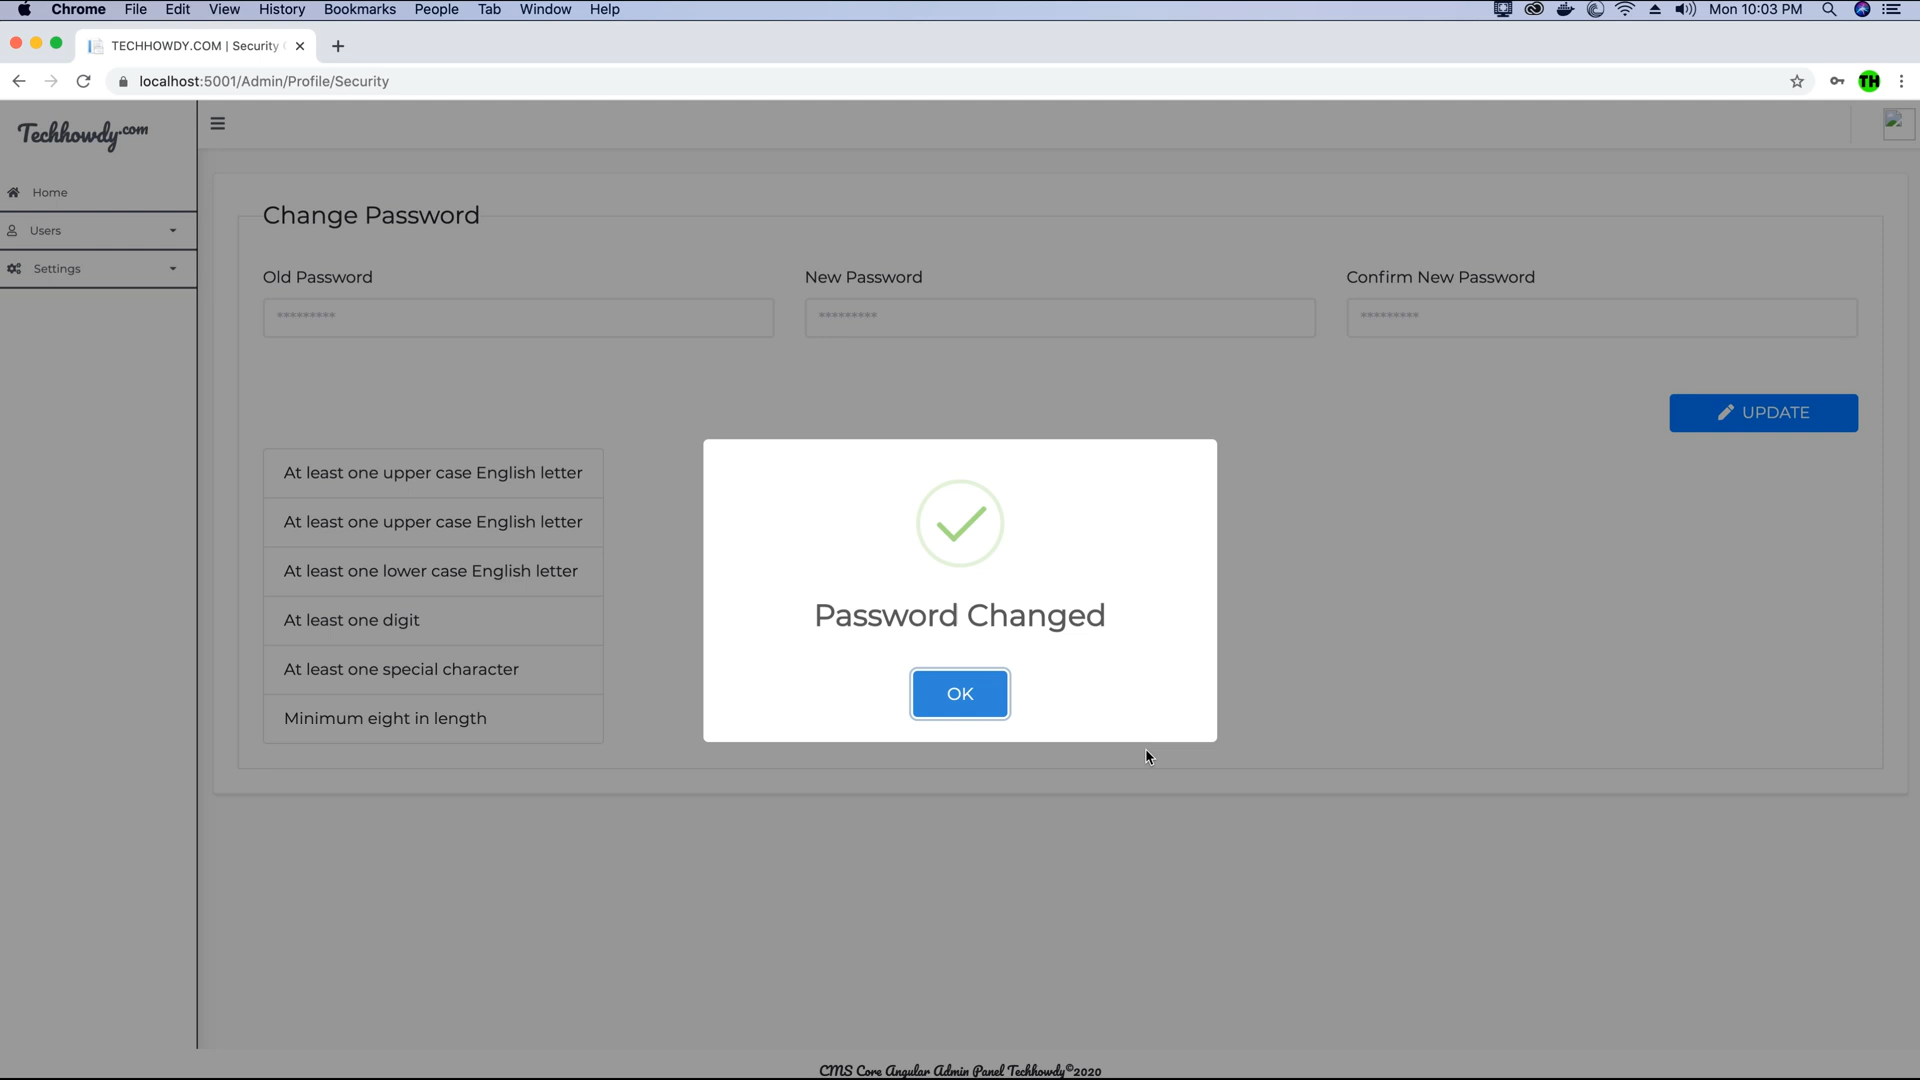 Chrome File Edit View History Bookmarks People Tab Window Help Mon 10:03 PM
TECHHOWDY.COM | Security
localhost:5001/Admin/Profile/Security TH
Techhowdy.com
Home
Users
Settings
Change Password
Old Password New Password Confirm New Password
********* ********* *********
UPDATE
At least one upper case English letter
At least one upper case English letter
At least one lower case English letter
At least one digit
At least one special character
Minimum eight in length
Password Changed
OK
CMS Core Angular Admin Panel Techhowdy©2020